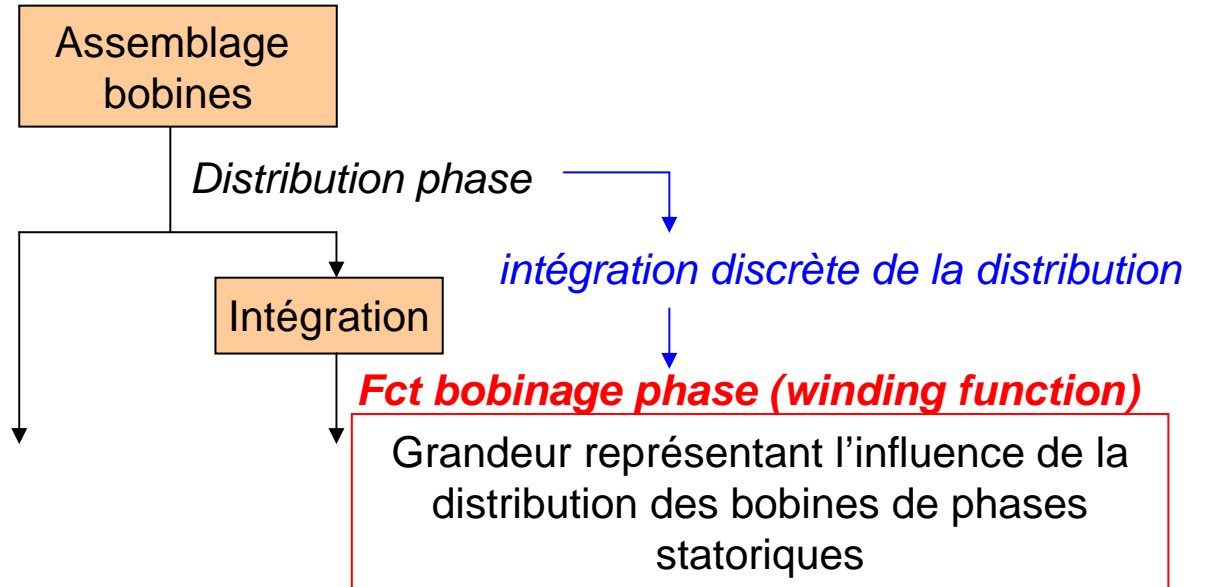 Assemblage
bobines
Distribution phase
intégration discrète de la distribution
Intégration
Fct bobinage phase (winding function)
Grandeur représentant l’influence de la
distribution des bobines de phases
statoriques